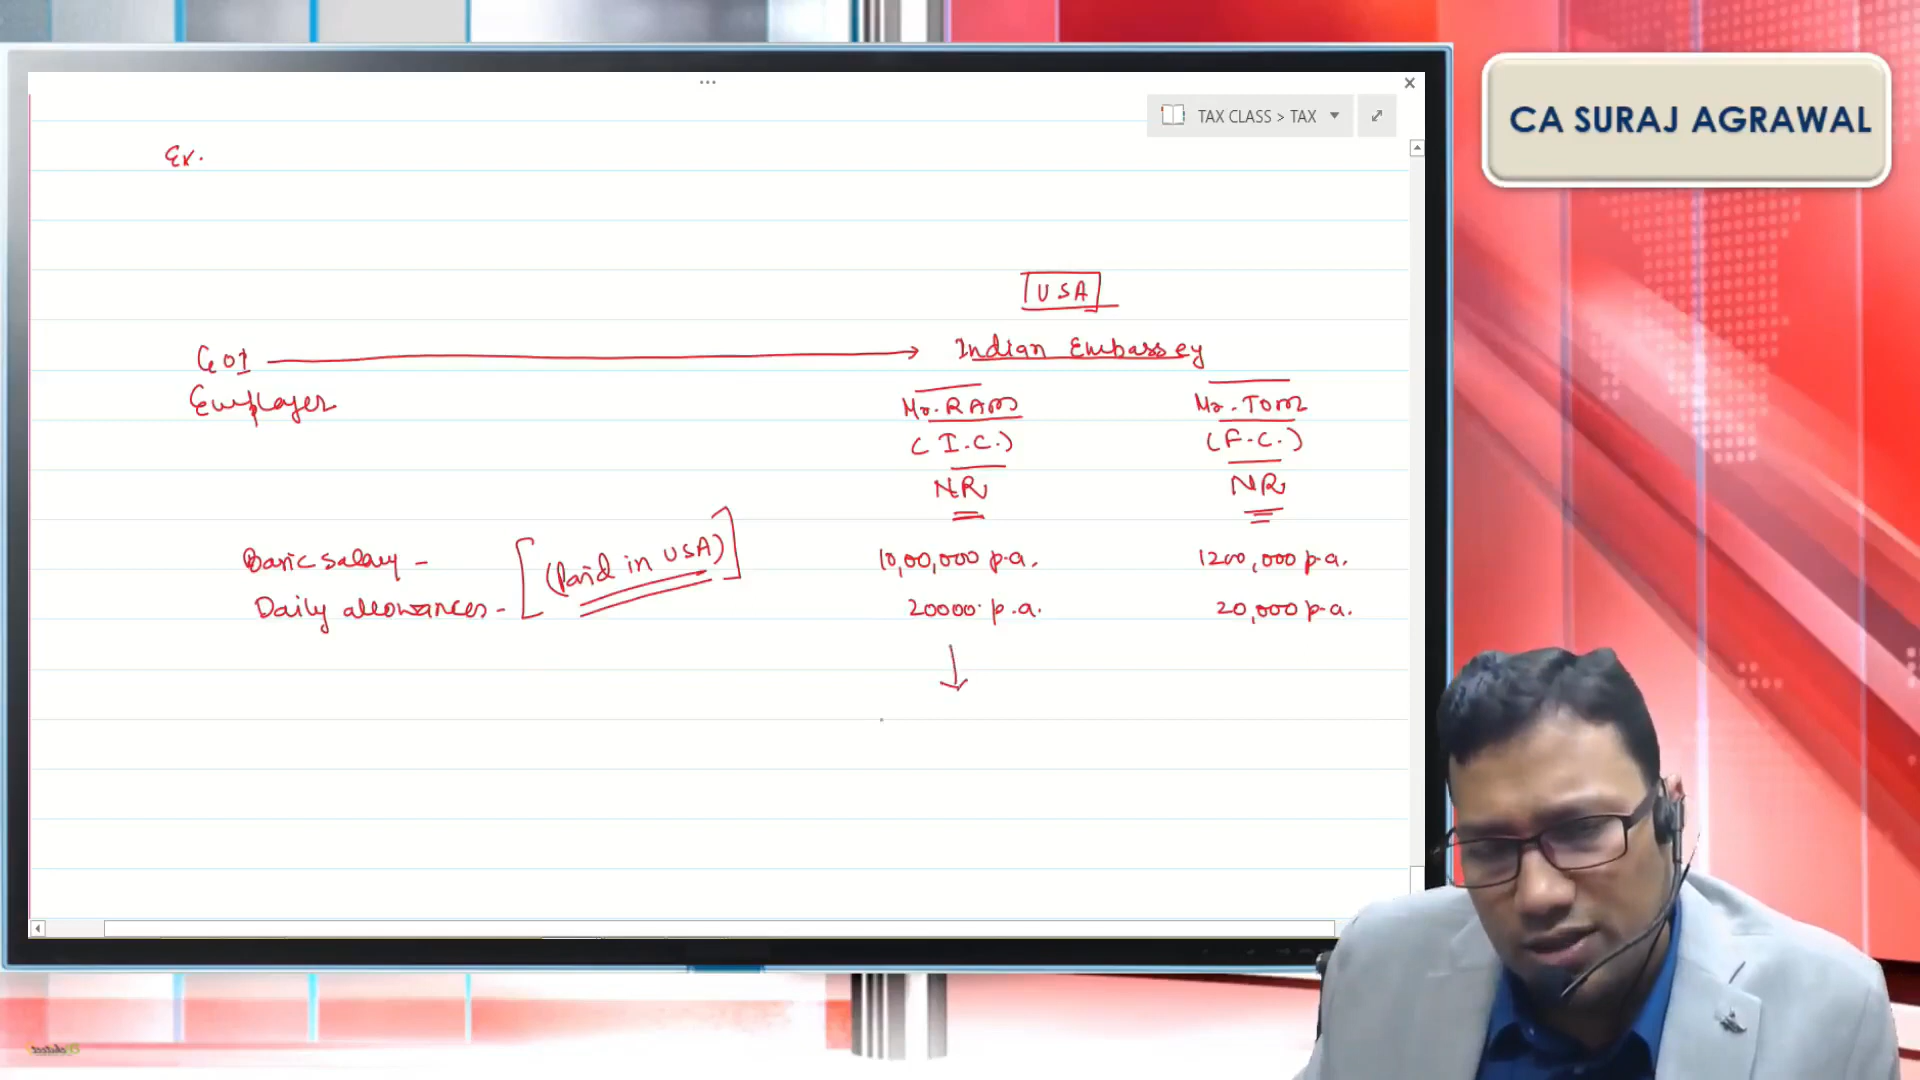 TAX CLASS > TAX
CA SURAJ AGRAWAL
Ex.
USA
GOI
Indian Embassey
Employer
Mr. RAM
Mr. TOM
(I.C.)
(F.C.)
NR
NR
Basic salary -
(Paid in USA)
10,00,000 p.a.
1200,000 p.a.
Daily allowances -
20000 p.a.
20,000 p.a.